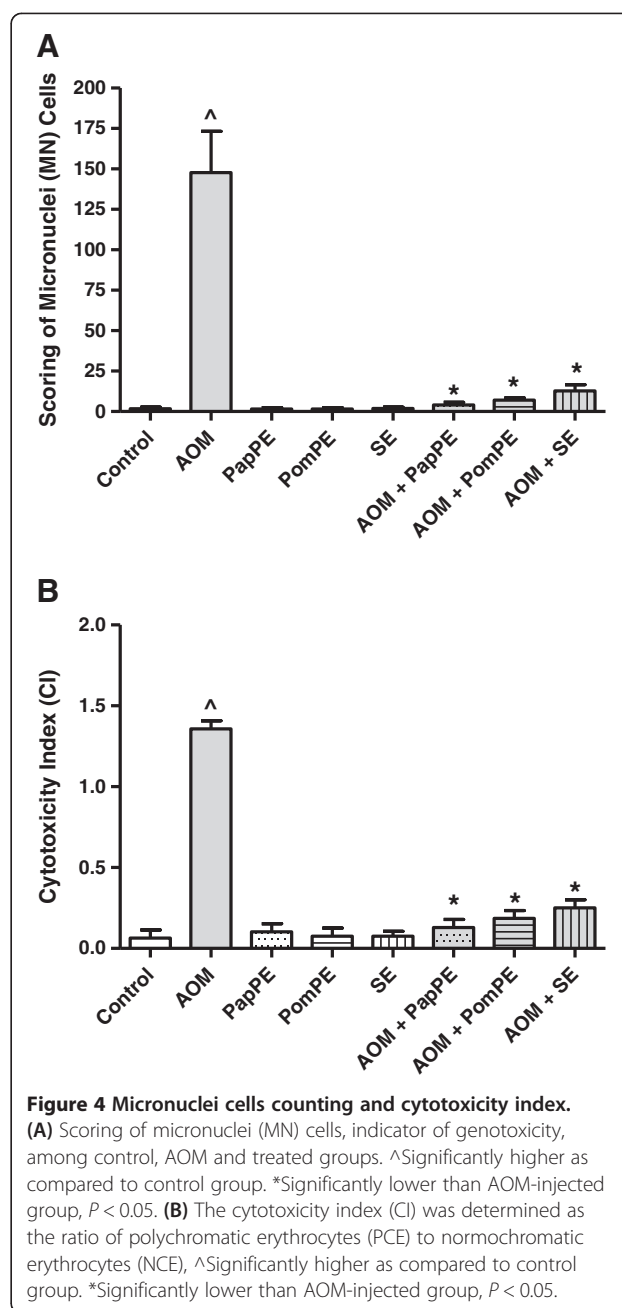 A
Scoring of Micronuclei (MN) Cells
200
175
150
125
100
75
50
25
0
^
*
*
*
Control
AOM
PapPE
PomPE
SE
AOM + PapPE
AOM + PomPE
AOM + SE
B
Cytotoxicity Index (CI)
2.0
1.5
1.0
0.5
0.0
^
*
*
*
Control
AOM
PapPE
PomPE
SE
AOM + PapPE
AOM + PomPE
AOM + SE
Figure 4 Micronuclei cells counting and cytotoxicity index.
(A) Scoring of micronuclei (MN) cells, indicator of genotoxicity,
among control, AOM and treated groups. ^Significantly higher as
compared to control group. *Significantly lower than AOM-injected
group, P < 0.05. (B) The cytotoxicity index (CI) was determined as
the ratio of polychromatic erythrocytes (PCE) to normochromatic
erythrocytes (NCE), ^Significantly higher as compared to control
group. *Significantly lower than AOM-injected group, P < 0.05.